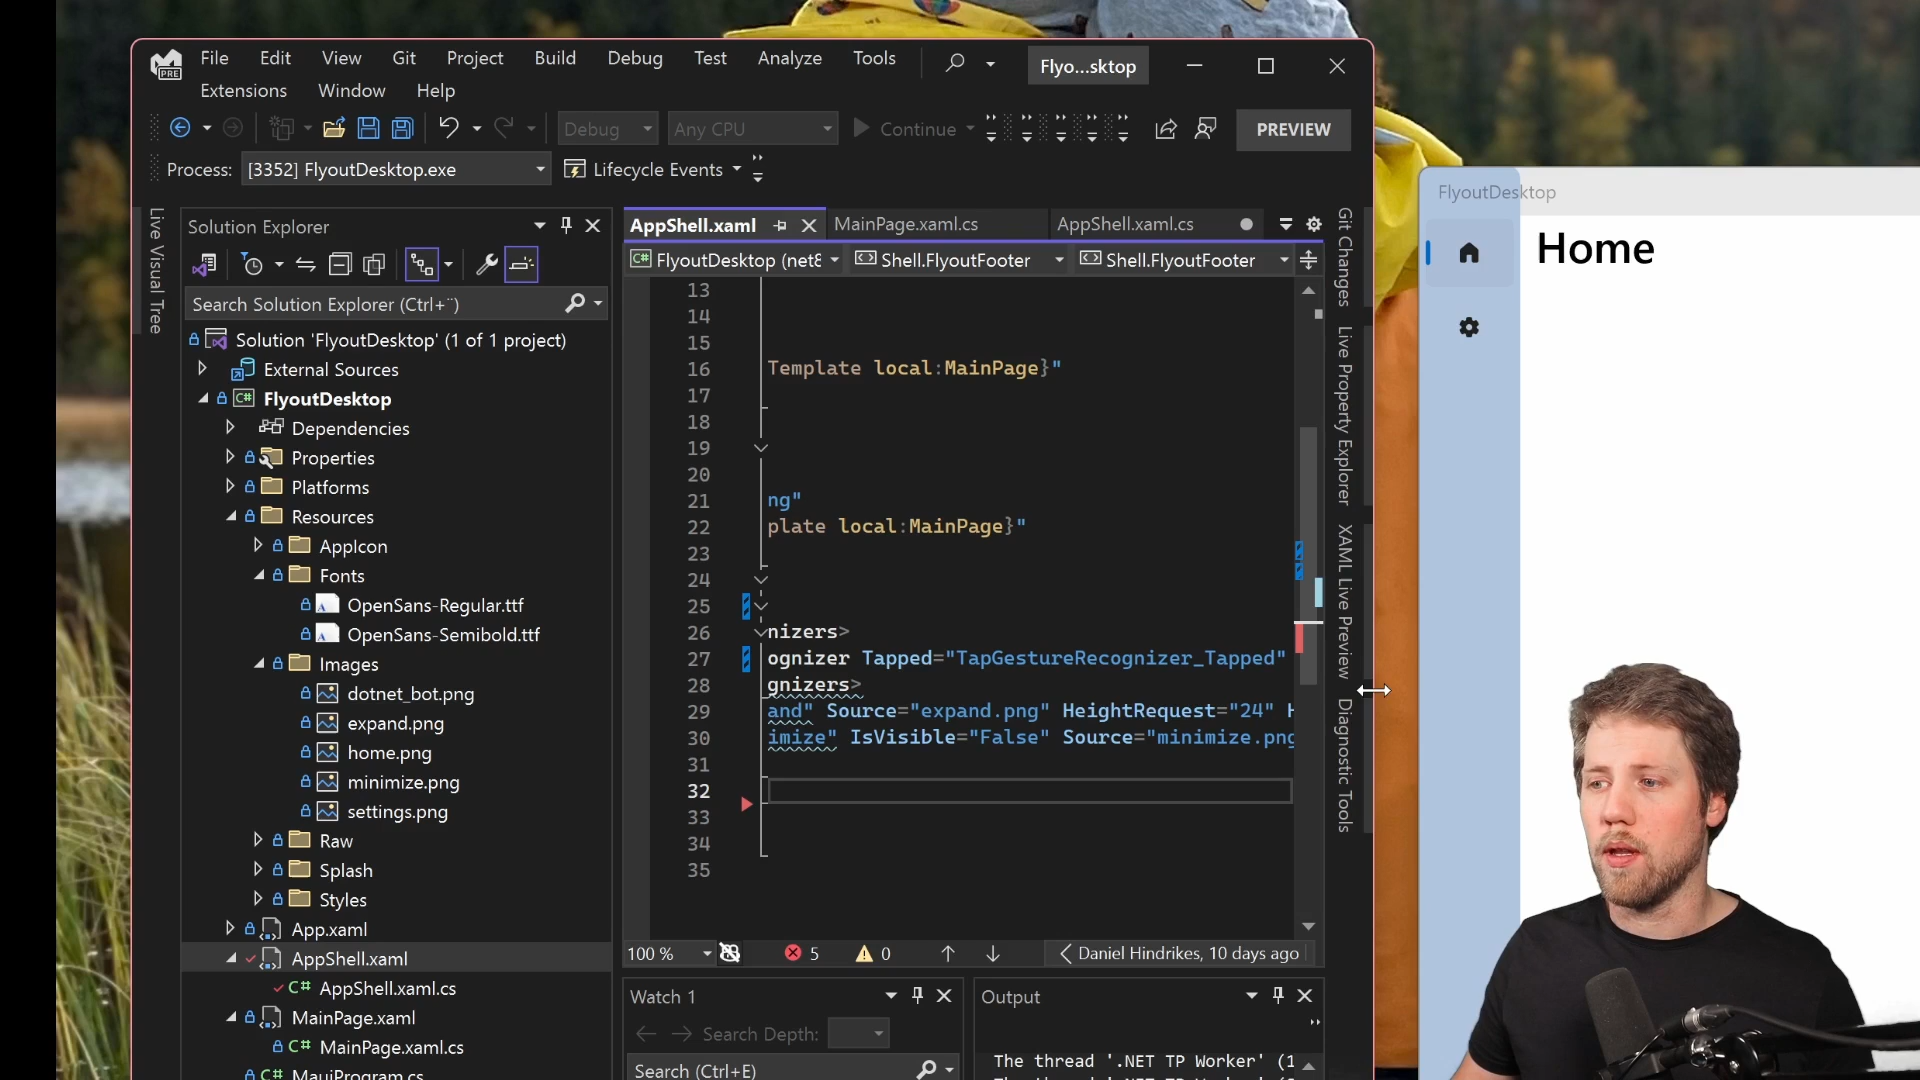 File Edit View Git Project Build Debug Test Analyze Tools
Flyo...sktop
PRE
Extensions Window Help
Debug Any CPU Continue PREVIEW
Process: [3352] FlyoutDesktop.exe Lifecycle Events
Live Visual Tree
Solution Explorer
Search Solution Explorer (Ctrl+¨)
Solution 'FlyoutDesktop' (1 of 1 project)
External Sources
FlyoutDesktop
Dependencies
Properties
Platforms
Resources
AppIcon
Fonts
OpenSans-Regular.ttf
OpenSans-Semibold.ttf
Images
dotnet_bot.png
expand.png
home.png
minimize.png
settings.png
Raw
Splash
Styles
App.xaml
AppShell.xaml
AppShell.xaml.cs
MainPage.xaml
MainPage.xaml.cs
MauiProgram.cs
AppShell.xaml MainPage.xaml.cs AppShell.xaml.cs
FlyoutDesktop (net8 Shell.FlyoutFooter Shell.FlyoutFooter
13
14
15
16 Template local:MainPage}"
17
18
19
20
21 ng"
22 plate local:MainPage}"
23
24
25
26 nizers>
27 ognizer Tapped="TapGestureRecognizer_Tapped"
28 gnizers>
29 and" Source="expand.png" HeightRequest="24" H
30 imize" IsVisible="False" Source="minimize.png
31
32
33
34
35
100 % 5 0 Daniel Hindrikes, 10 days ago
Watch 1
Search Depth:
Search (Ctrl+E)
Output
The thread '.NET TP Worker' (1
Git Changes
Live Property Explorer
XAML Live Preview
Diagnostic Tools
FlyoutDesktop
Home